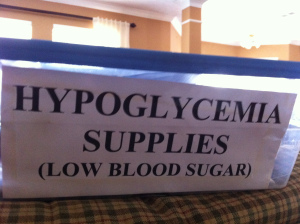 HYPOGLYCEMIA
SUPPLIES
(LOW BLOOD SUGAR)